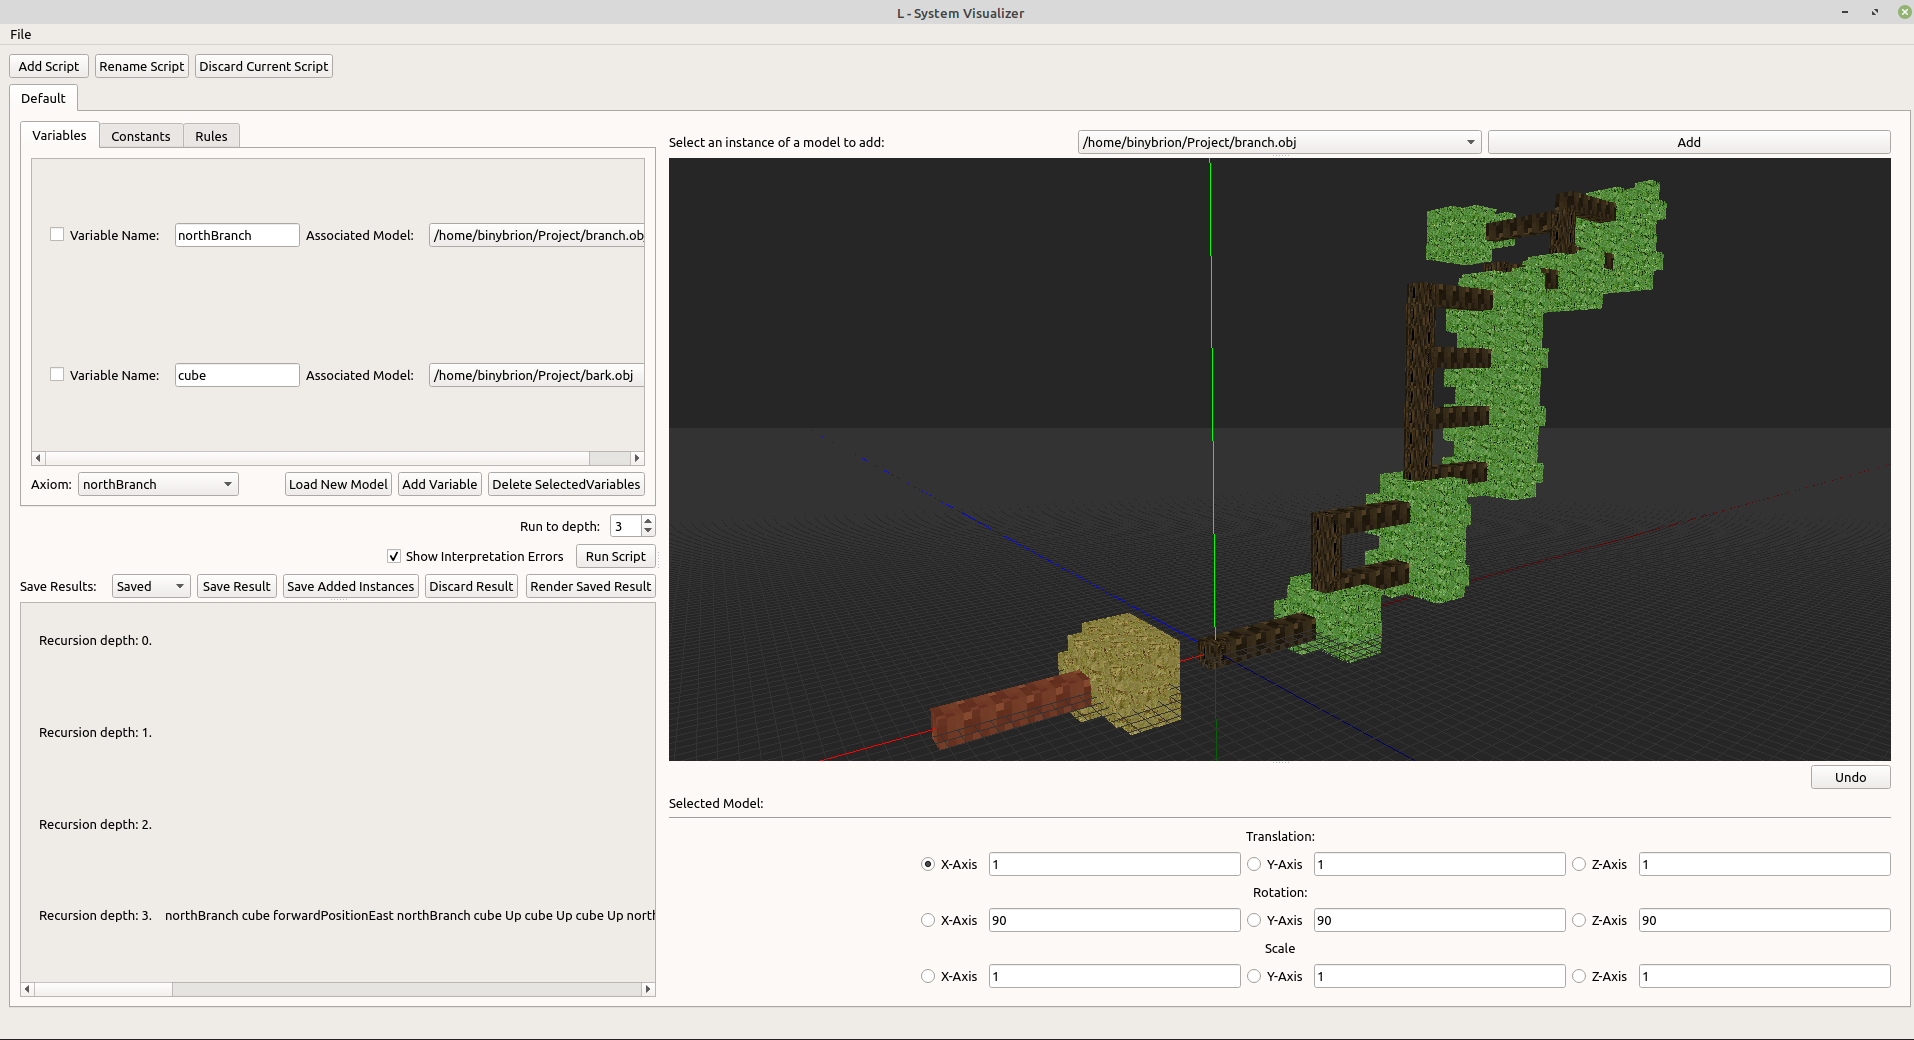 L - System Visualizer
File
Add Script Rename Script Discard Current Script
Default
Variables Constants Rules
Select an instance of a model to add: /home/binybrion/Project/branch.obj Add
Variable Name: northBranch Associated Model: /home/binybrion/Project/branch.ob
Variable Name: cube Associated Model: /home/binybrion/Project/bark.obj
Axiom: northBranch Load New Model Add Variable Delete SelectedVariables
Run to depth: 3
Show Interpretation Errors Run Script
Save Results: Saved Save Result Save Added Instances Discard Result Render Saved Result
Recursion depth: 0.
Recursion depth: 1.
Recursion depth: 2.
Recursion depth: 3. northBranch cube forwardPositionEast northBranch cube Up cube Up cube Up nort
Undo
Selected Model:
Translation:
X-Axis 1 Y-Axis 1 Z-Axis 1
Rotation:
X-Axis 90 Y-Axis 90 Z-Axis 90
Scale
X-Axis 1 Y-Axis 1 Z-Axis 1